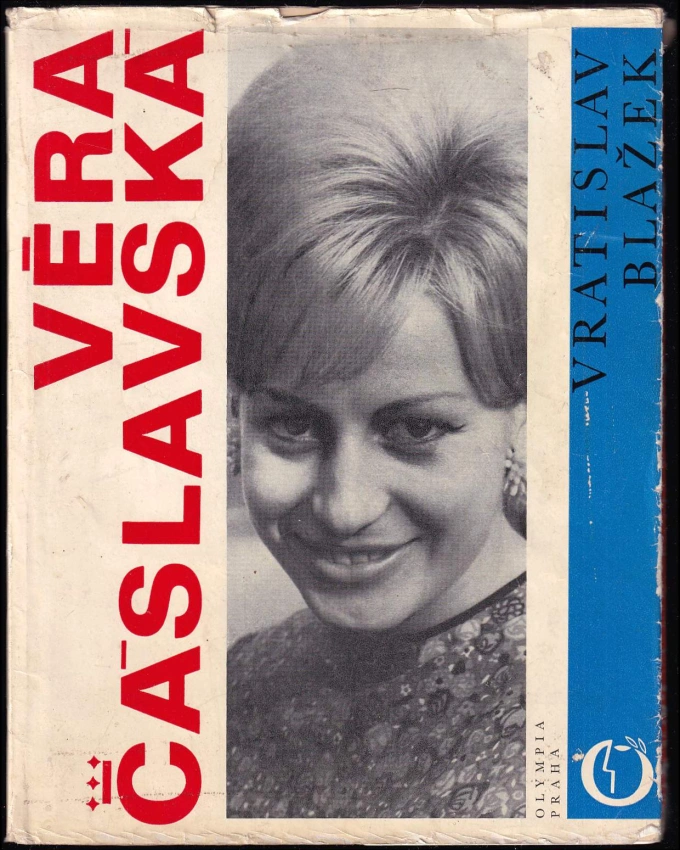 VĚRA
ČÁSLAVSKÁ
VRATISLAV
BLAŽEK
OLYMPIA
PRAHA